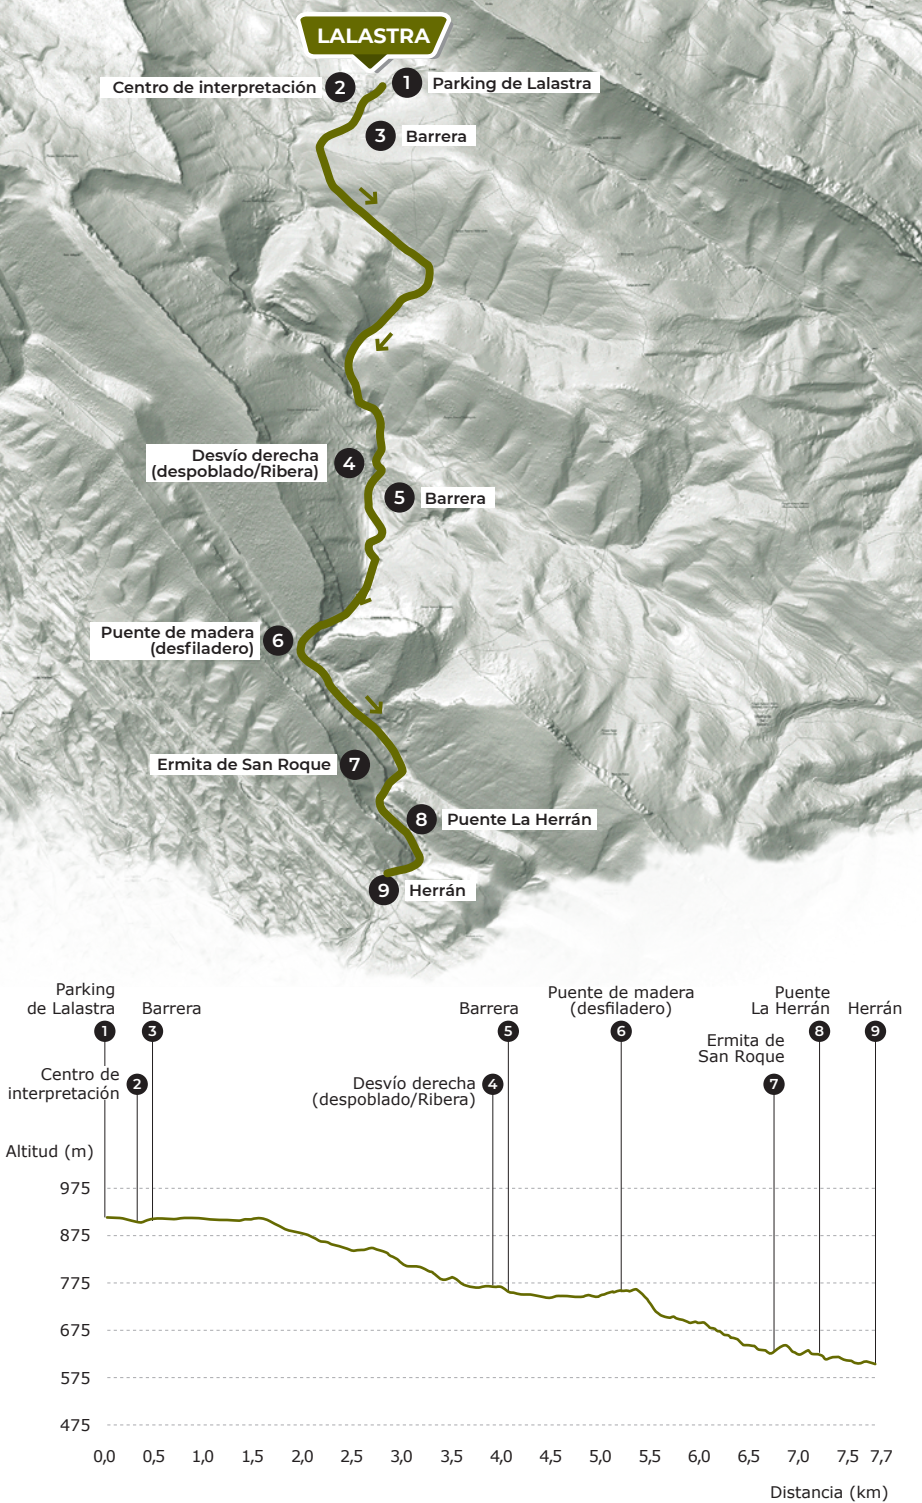 LALASTRA
Centro de interpretación 2
1 Parking de Lalastra
3 Barrera
Desvío derecha
(despoblado/Ribera) 4
5 Barrera
Puente de madera
(desfiladero) 6
Ermita de San Roque 7
8 Puente La Herrán
9 Herrán
Parking
de Lalastra
1
Barrera
3
Centro de
interpretación
2
Barrera
5
Desvío derecha
(despoblado/Ribera)
4
Puente de madera
(desfiladero)
6
Ermita de
San Roque
7
Puente
La Herrán
8
Herrán
9
Altitud (m)
975
875
775
675
575
475
0,0 0,5 1,0 1,5 2,0 2,5 3,0 3,5 4,0 4,5 5,0 5,5 6,0 6,5 7,0 7,5 7,7
Distancia (km)